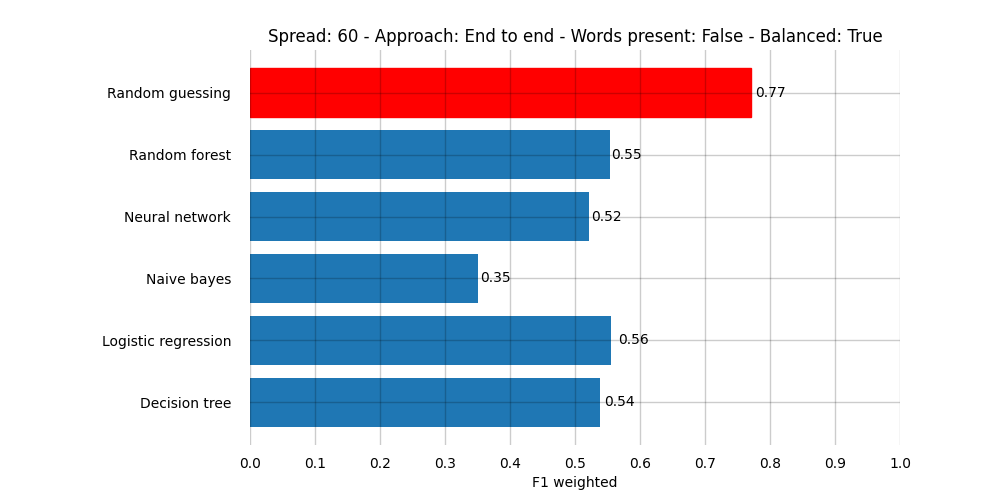 Spread: 60 - Approach: End to end - Words present: False - Balanced: True
Random guessing 0.77
Random forest 0.55
Neural network 0.52
Naive bayes 0.35
Logistic regression 0.56
Decision tree 0.54
0.0 0.1 0.2 0.3 0.4 0.5 0.6 0.7 0.8 0.9 1.0
F1 weighted